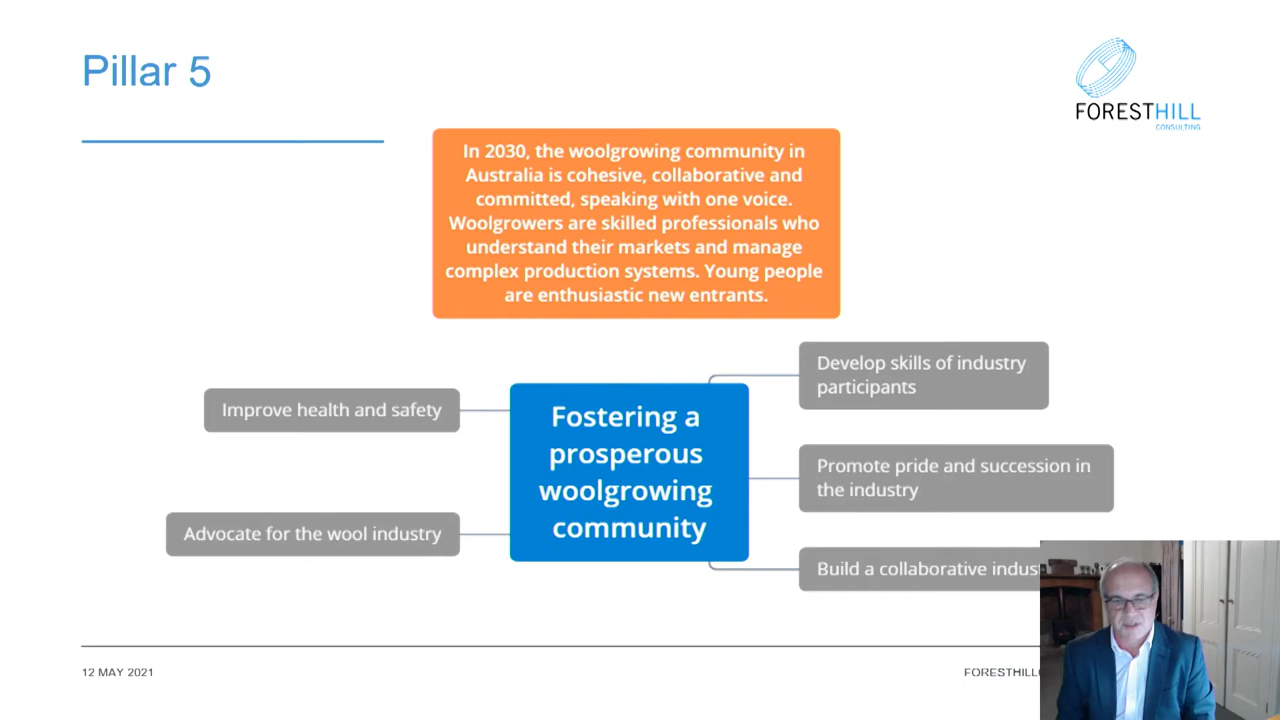 Pillar 5
FORESTHILL
CONSULTING
In 2030, the woolgrowing community in
Australia is cohesive, collaborative and
committed, speaking with one voice.
Woolgrowers are skilled professionals who
understand their markets and manage
complex production systems. Young people
are enthusiastic new entrants.
Improve health and safety
Advocate for the wool industry
Fostering a
prosperous
woolgrowing
community
Develop skills of industry
participants
Promote pride and succession in
the industry
Build a collaborative
12 MAY 2021